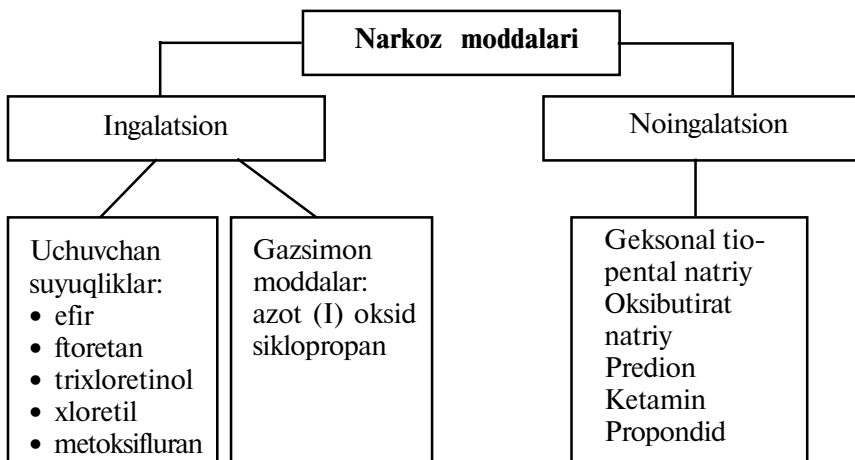 Narkoz moddalari
Ingalatsion
Noingalatsion
Uchuvchan
suyuqliklar:
• efir
• ftoretan
• trixloretinol
• xloretil
• metoksifluran
Gazsimon
moddalar:
azot (I) oksid
siklopropan
Geksonal tio-
pental natriy
Oksibutirat
natriy
Predion
Ketamin
Propondid